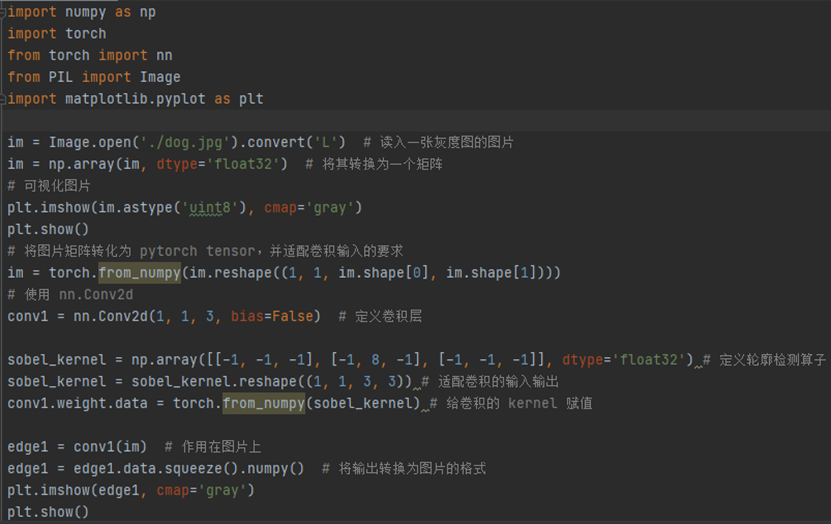 import numpy as np
import torch
from torch import nn
from PIL import Image
import matplotlib.pyplot as plt
im = Image.open('./dog.jpg').convert('L')  # 读入一张灰度图的图片
im = np.array(im, dtype='float32')  # 将其转换为一个矩阵
# 可视化图片
plt.imshow(im.astype('uint8'), cmap='gray')
plt.show()
# 将图片矩阵转化为 pytorch tensor，并适配卷积输入的要求
im = torch.from_numpy(im.reshape((1, 1, im.shape[0], im.shape[1])))
# 使用 nn.Conv2d
conv1 = nn.Conv2d(1, 1, 3, bias=False)  # 定义卷积层
sobel_kernel = np.array([[-1, -1, -1], [-1, 8, -1], [-1, -1, -1]], dtype='float32') # 定义轮廓检测算子
sobel_kernel = sobel_kernel.reshape((1, 1, 3, 3)) # 适配卷积的输入输出
conv1.weight.data = torch.from_numpy(sobel_kernel) # 给卷积的 kernel 赋值
edge1 = conv1(im)  # 作用在图片上
edge1 = edge1.data.squeeze().numpy()  # 将输出转换为图片的格式
plt.imshow(edge1, cmap='gray')
plt.show()